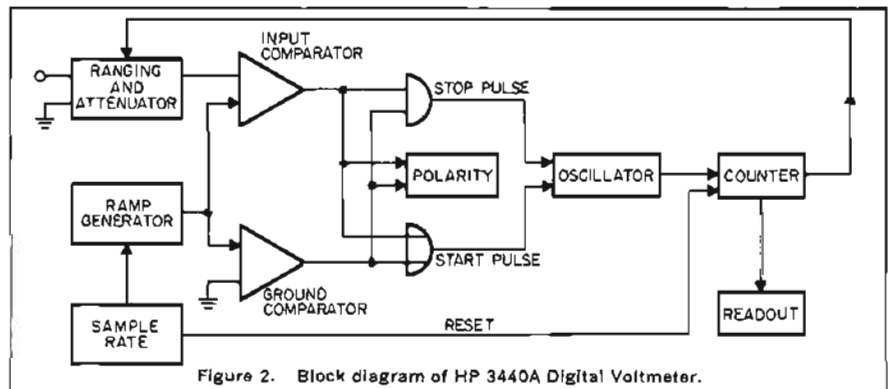 INPUT
COMPARATOR
RANGING
AND
ATTENUATOR
STOP PULSE
POLARITY
OSCILLATOR
COUNTER
RAMP
GENERATOR
START PULSE
GROUND
COMPARATOR
READOUT
SAMPLE
RATE
RESET
Figure 2. Block diagram of HP 3440A Digital Voltmeter.